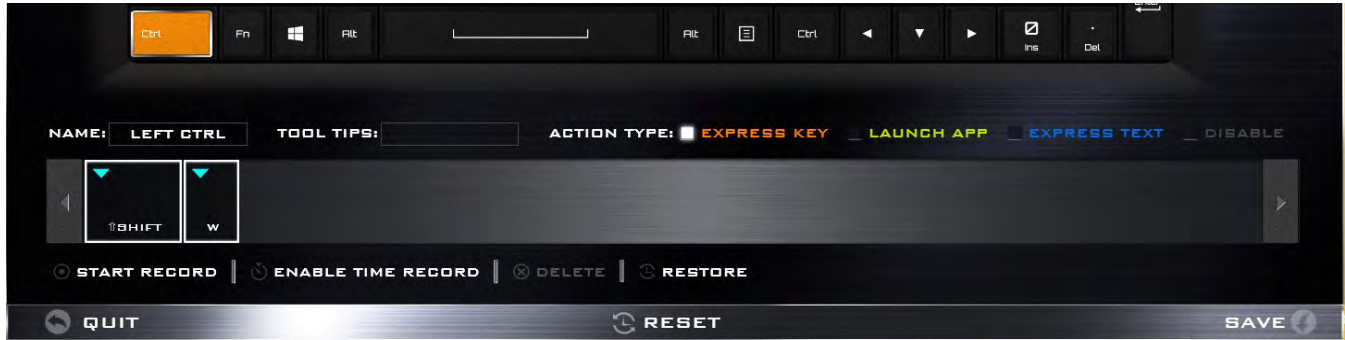 Enter
Ctrl Fn Alt Alt Ctrl Ins Del
NAME: LEFT CTRL TOOL TIPS: ACTION TYPE: EXPRESS KEY LAUNCH APP EXPRESS TEXT DISABLE
⇧SHIFT W
START RECORD ENABLE TIME RECORD DELETE RESTORE
QUIT RESET SAVE